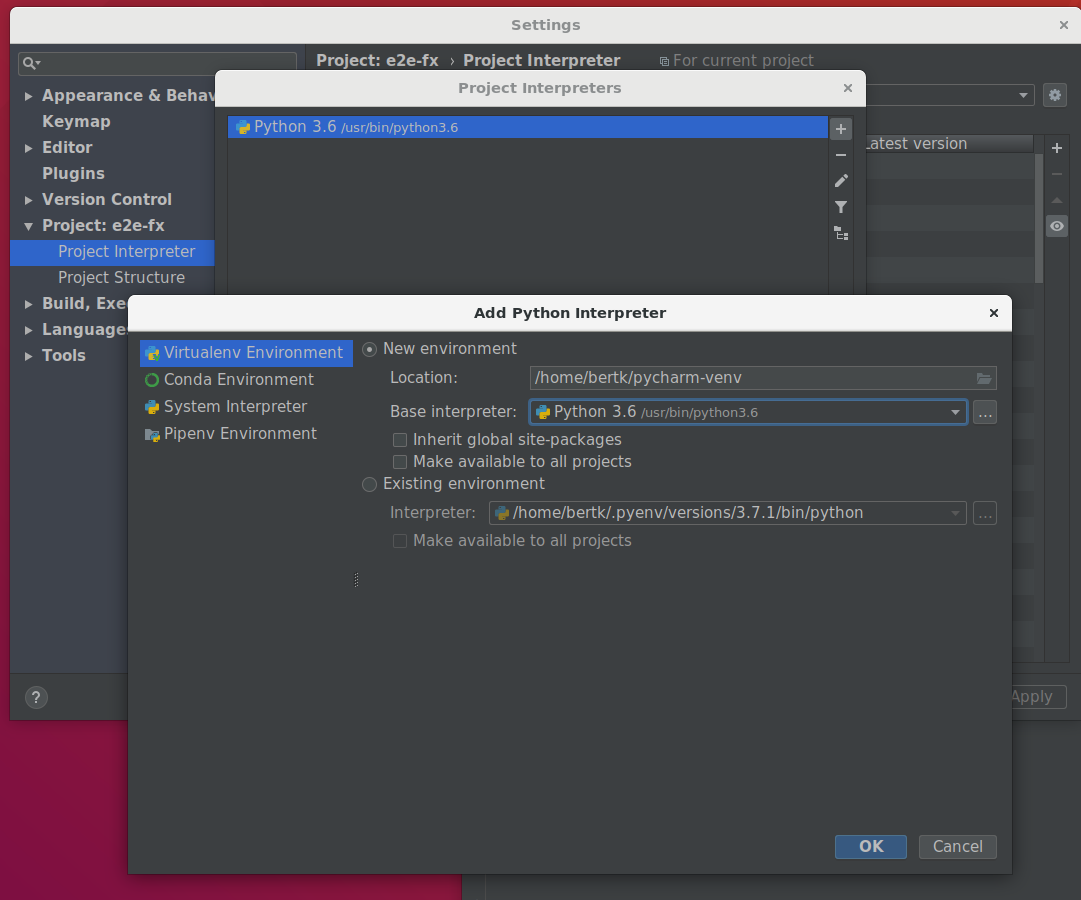 Settings
Project: e2e-fx › Project Interpreter
For current project
Appearance & Behav
Keymap
Editor
Plugins
Version Control
Project: e2e-fx
Project Interpreter
Project Structure
Build, Exe
Languages
Tools
Latest version
?
Apply
Project Interpreters
Python 3.6 /usr/bin/python3.6
Add Python Interpreter
Virtualenv Environment
Conda Environment
System Interpreter
Pipenv Environment
New environment
Location: /home/bertk/pycharm-venv
Base interpreter: Python 3.6 /usr/bin/python3.6 ...
Inherit global site-packages
Make available to all projects
Existing environment
Interpreter: /home/bertk/.pyenv/versions/3.7.1/bin/python ...
Make available to all projects
OK Cancel